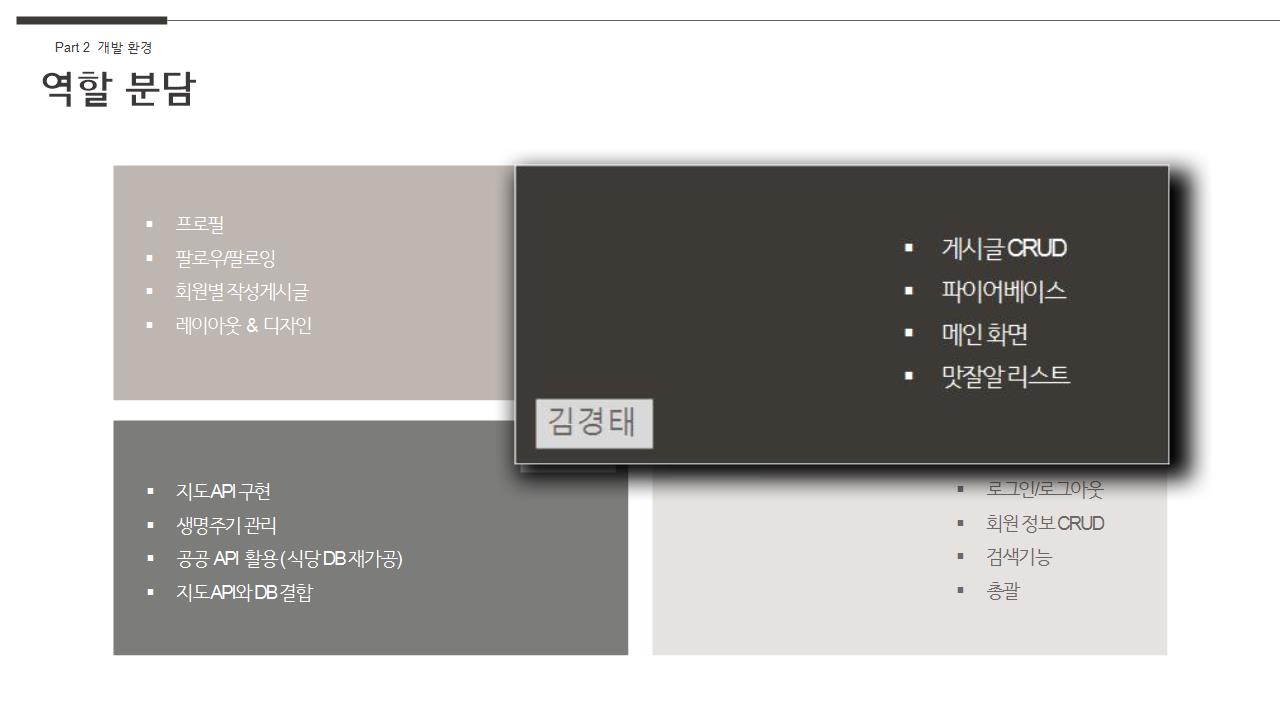 Part 2 개발 환경
역할 분담
▪ 프로필
▪ 팔로우/팔로잉
▪ 회원별 작성게시글
▪ 레이아웃 & 디자인
▪ 게시글 CRUD
▪ 파이어베이스
▪ 메인 화면
▪ 맛잘알 리스트
김경태
▪ 지도 API 구현
▪ 생명주기 관리
▪ 공공 API 활용 ( 식당 DB 재가공)
▪ 지도 API와 DB 결합
▪ 로그인/로그아웃
▪ 회원 정보 CRUD
▪ 검색기능
▪ 총괄